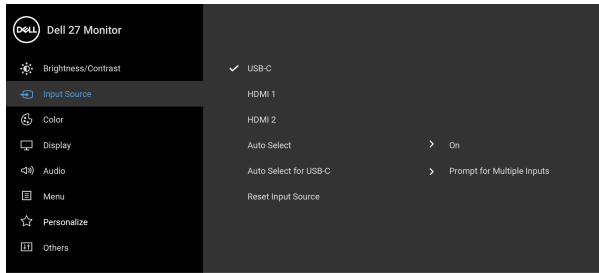 DELL
Dell 27 Monitor
Brightness/Contrast
Input Source
Color
Display
Audio
Menu
Personalize
Others
USB-C
HDMI 1
HDMI 2
Auto Select On
Auto Select for USB-C Prompt for Multiple Inputs
Reset Input Source